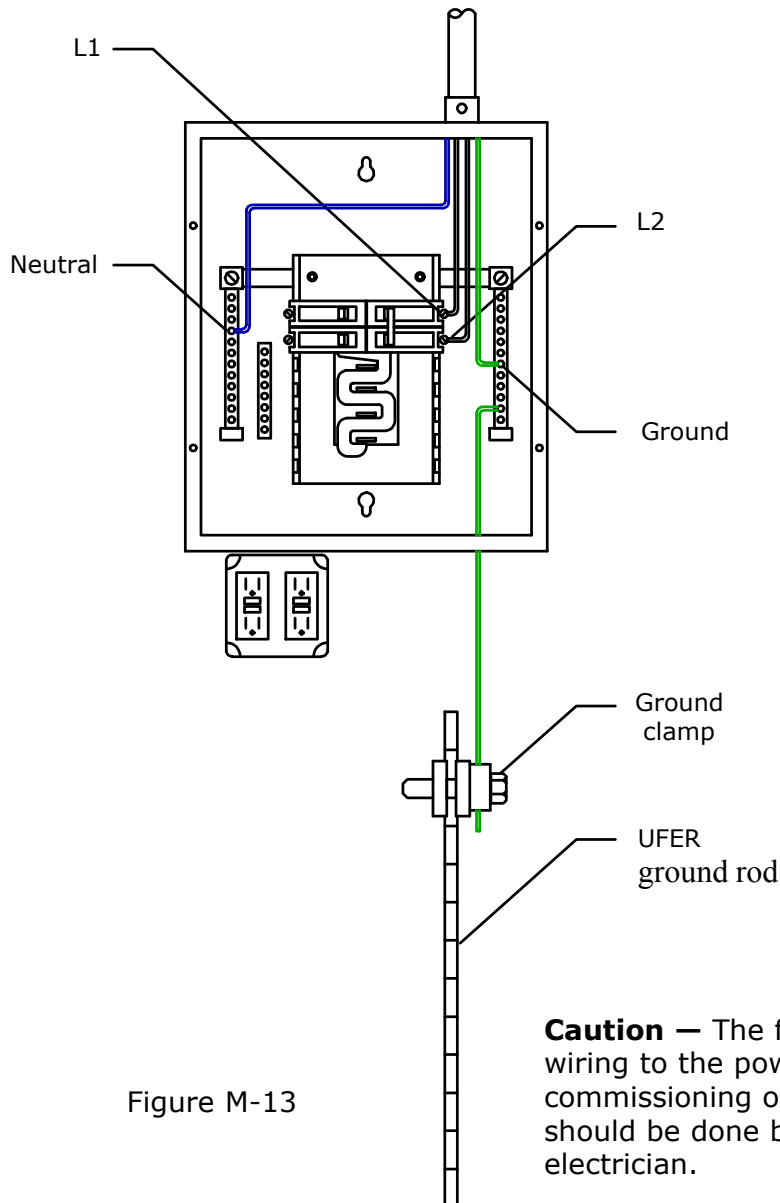 L1
L2
Neutral
Ground
Ground
clamp
UFER
ground rod
Caution — The
wiring to the
commissioning
should be done
electrician.
Figure M-13